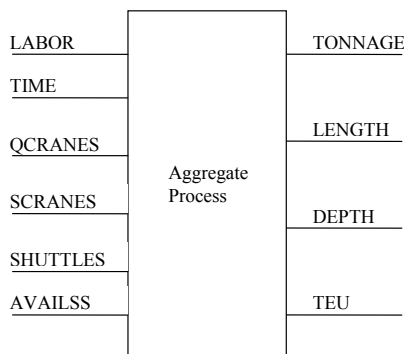 LABOR
TIME
QCRANES
SCRANES
SHUTTLES
AVAILSS
Aggregate
Process
TONNAGE
LENGTH
DEPTH
TEU